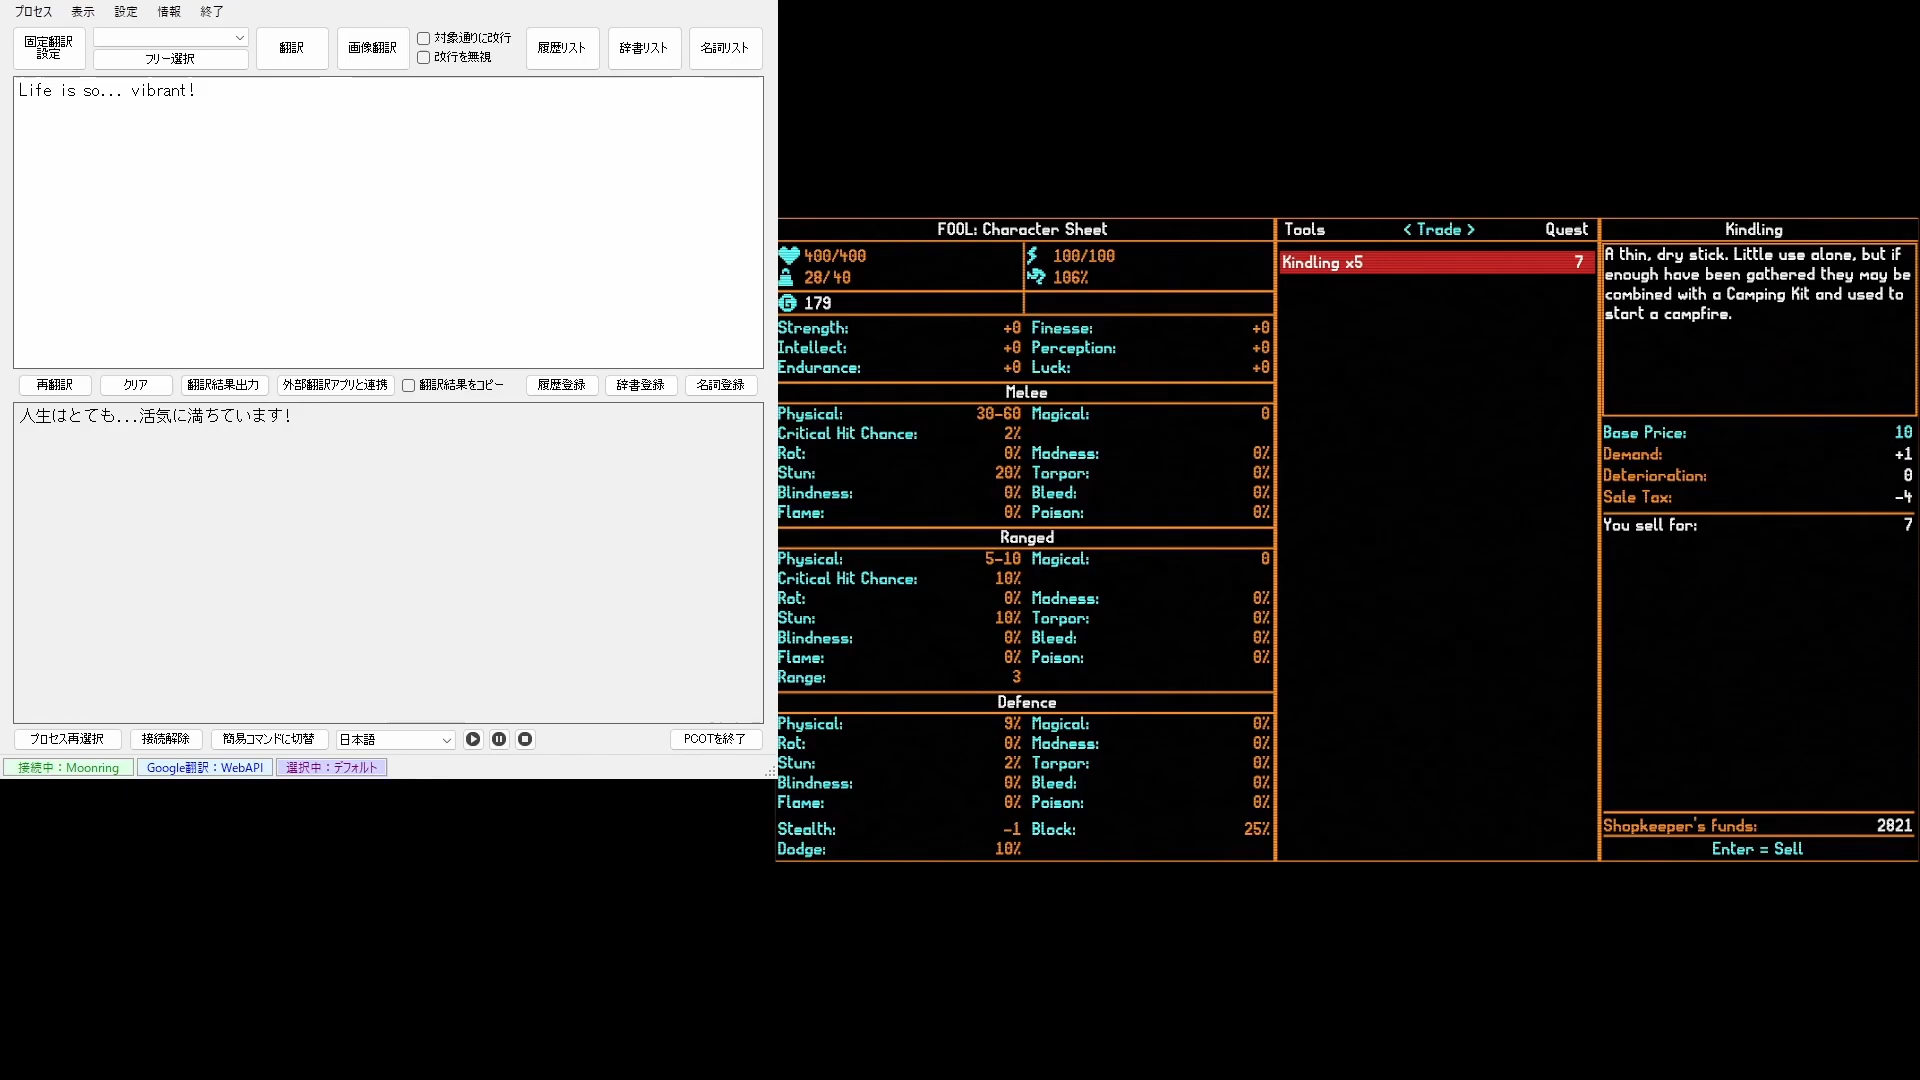 プロセス 表示 設定 情報 終了
固定翻訳
設定
フリー選択
翻訳
画像翻訳
対象通りに改行
改行を無視
履歴リスト
辞書リスト
名詞リスト
Life is so... vibrant!
再翻訳
クリア
翻訳結果出力
外部翻訳アプリと連携
翻訳結果をコピー
履歴登録
辞書登録
名詞登録
人生はとても...活気に満ちています!
プロセス再選択
接続解除
簡易コマンドに切替
日本語
PCOTを終了
接続中：Moonring
Google翻訳：WebAPI
選択中：デフォルト
FOOL: Character Sheet
400/400 100/100
28/40 106%
G 179
Strength: +0 Finesse: +0
Intellect: +0 Perception: +0
Endurance: +0 Luck: +0
Melee
Physical: 30-60 Magical: 0
Critical Hit Chance: 2%
Rot: 0% Madness: 0%
Stun: 20% Torpor: 0%
Blindness: 0% Bleed: 0%
Flame: 0% Poison: 0%
Ranged
Physical: 5-10 Magical: 0
Critical Hit Chance: 10%
Rot: 0% Madness: 0%
Stun: 10% Torpor: 0%
Blindness: 0% Bleed: 0%
Flame: 0% Poison: 0%
Range: 3
Defence
Physical: 9% Magical: 0%
Rot: 0% Madness: 0%
Stun: 2% Torpor: 0%
Blindness: 0% Bleed: 0%
Flame: 0% Poison: 0%
Stealth: -1 Block: 25%
Dodge: 10%
Tools < Trade > Quest
Kindling x5 7
Kindling
A thin, dry stick. Little use alone, but if
enough have been gathered they may be
combined with a Camping Kit and used to
start a campfire.
Base Price: 10
Demand: +1
Deterioration: 0
Sale Tax: -4
You sell for: 7
Shopkeeper's funds: 2821
Enter = Sell